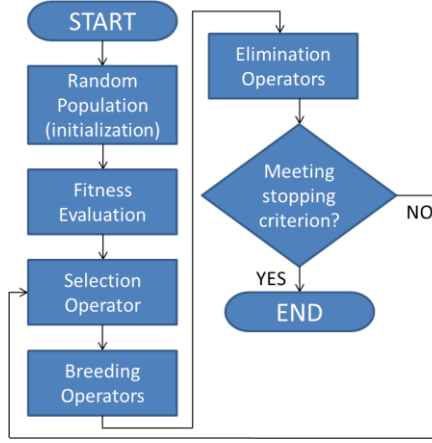 START
Random
Population
(initialization)
Fitness
Evaluation
Selection
Operator
Breeding
Operators
Elimination
Operators
Meeting
stopping
criterion?
NO
YES
END